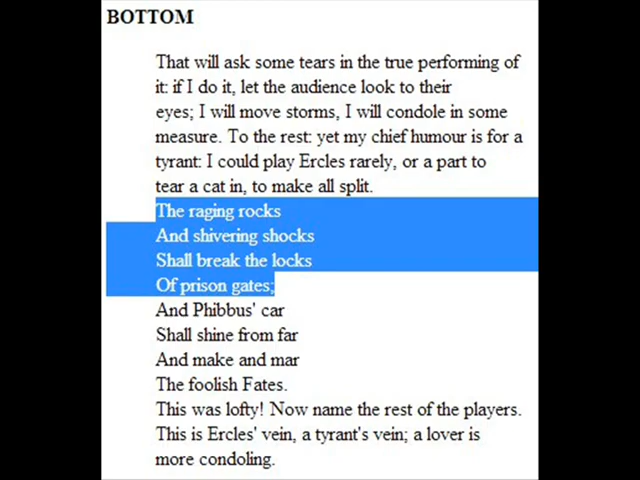 BOTTOM
That will ask some tears in the true performing of
it: if I do it, let the audience look to their
eyes; I will move storms, I will condole in some
measure. To the rest: yet my chief humour is for a
tyrant: I could play Ercles rarely, or a part to
tear a cat in, to make all split.
The raging rocks
And shivering shocks
Shall break the locks
Of prison gates;
And Phibbus' car
Shall shine from far
And make and mar
The foolish Fates.
This was lofty! Now name the rest of the players.
This is Ercles' vein, a tyrant's vein; a lover is
more condoling.